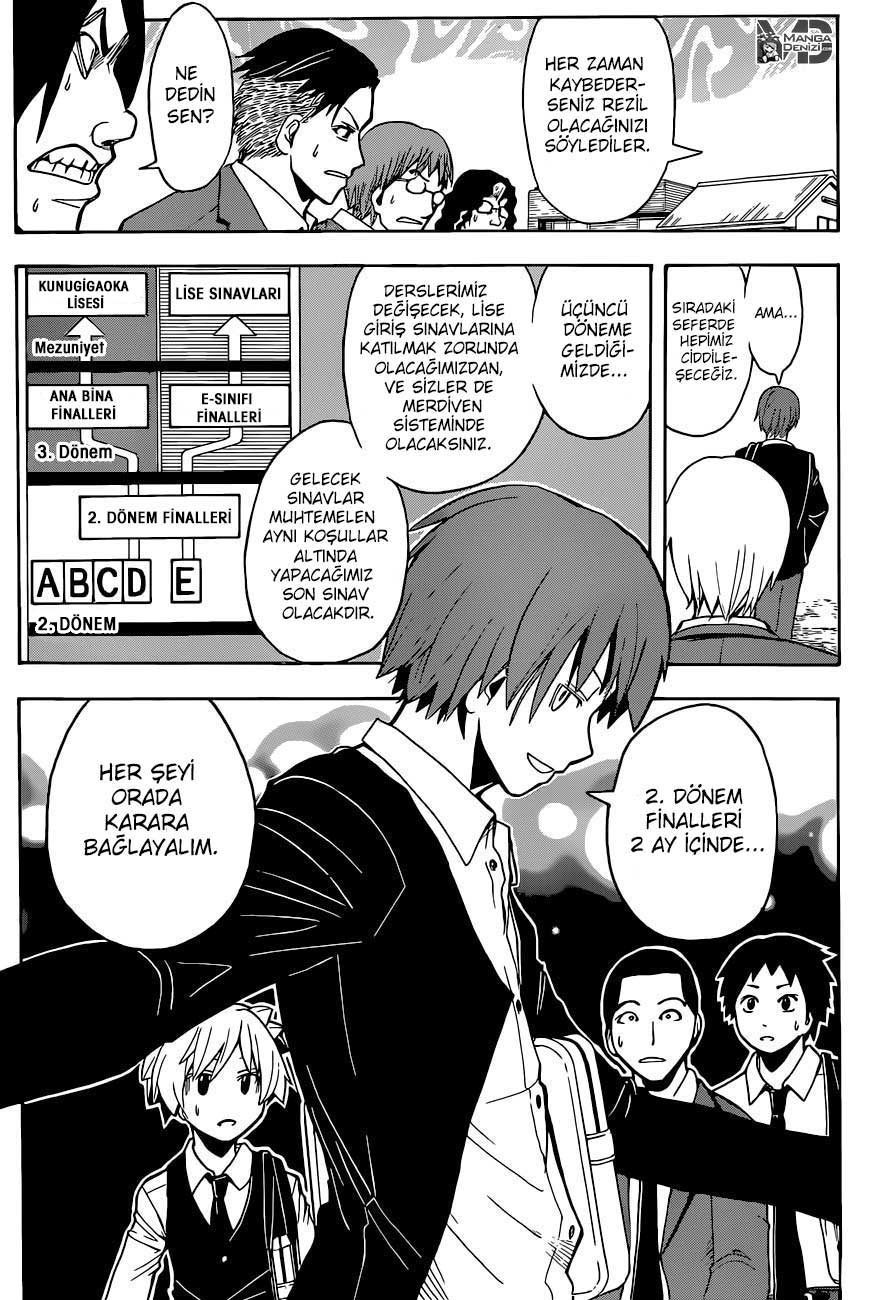 MANGA
DENİZİ
HER ZAMAN
KAYBEDER-
SENİZ REZİL
OLACAĞINIZI
SÖYLEDİLER.
NE
DEDİN
SEN?
AMA...
SIRADAKİ
SEFERDE
HEPİMİZ
CİDDİLE-
ŞECEĞİZ.
ÜÇÜNCÜ
DÖNEME
GELDİĞİ-
MİZDE...
DERSLERİMİZ
DEĞİŞECEK, LİSE
GİRİŞ SINAVLARINA
KATILMAK ZORUNDA
OLACAĞIMIZDAN,
VE SİZLER DE
MERDİVEN
SİSTEMİNDE
OLACAKSINIZ.
GELECEK
SINAVLAR
MUHTEMELEN
AYNI KOŞULLAR
ALTINDA
YAPACAĞIMIZ
SON SINAV
OLACAKDIR.
KUNUGİGAOKA
LİSESİ
LİSE SINAVLARI
Mezuniyet
ANA BİNA
FİNALLERİ
E-SINIFI
FİNALLERİ
3. Dönem
2. DÖNEM FİNALLERİ
A B C D E
2. DÖNEM
2. DÖNEM
FİNALLERİ
2 AY İÇİNDE...
HER ŞEYİ
ORADA
KARARA
BAĞLAYALIM.